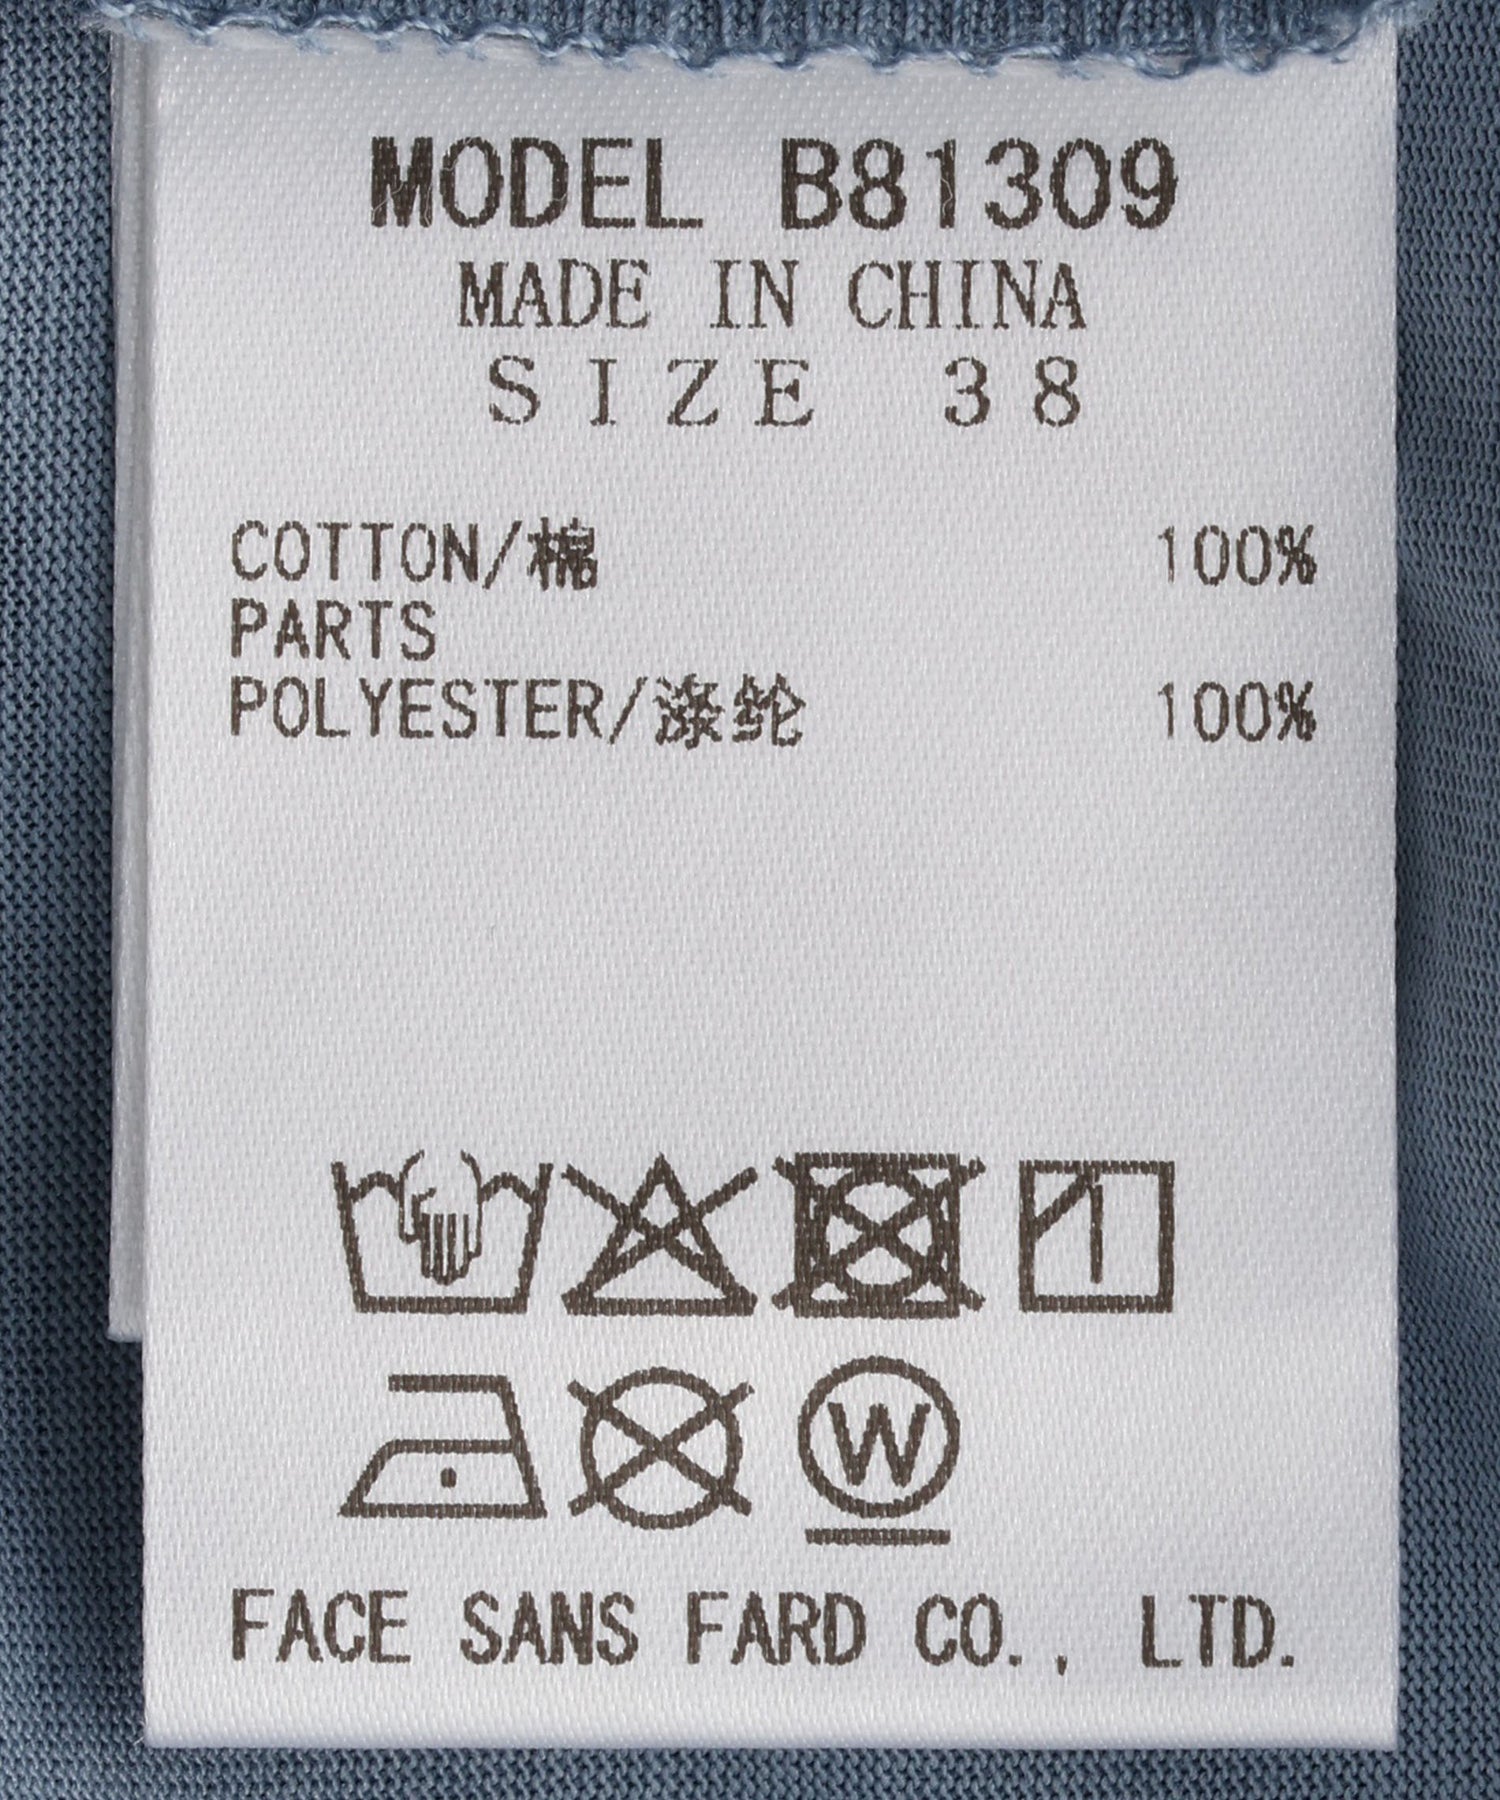 MODEL B81309
MADE IN CHINA
SIZE 38
COTTON/棉 100%
PARTS
POLYESTER/涤纶 100%
W
FACE SANS FARD CO., LTD.